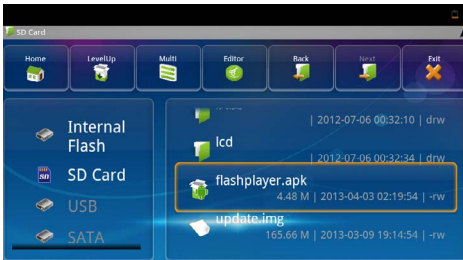 SD Card
Home
LevelUp
Multi
Editor
Back
Next
Exit
Internal
Flash
SD
SD Card
USB
SATA
| 2012-07-06 00:32:10 | drw
lcd
| 2012-07-06 00:32:34 | drw
flashplayer.apk
4.48 M | 2013-04-03 02:19:54 | -rw
update.img
165.66 M | 2013-03-09 19:14:54 | -rw